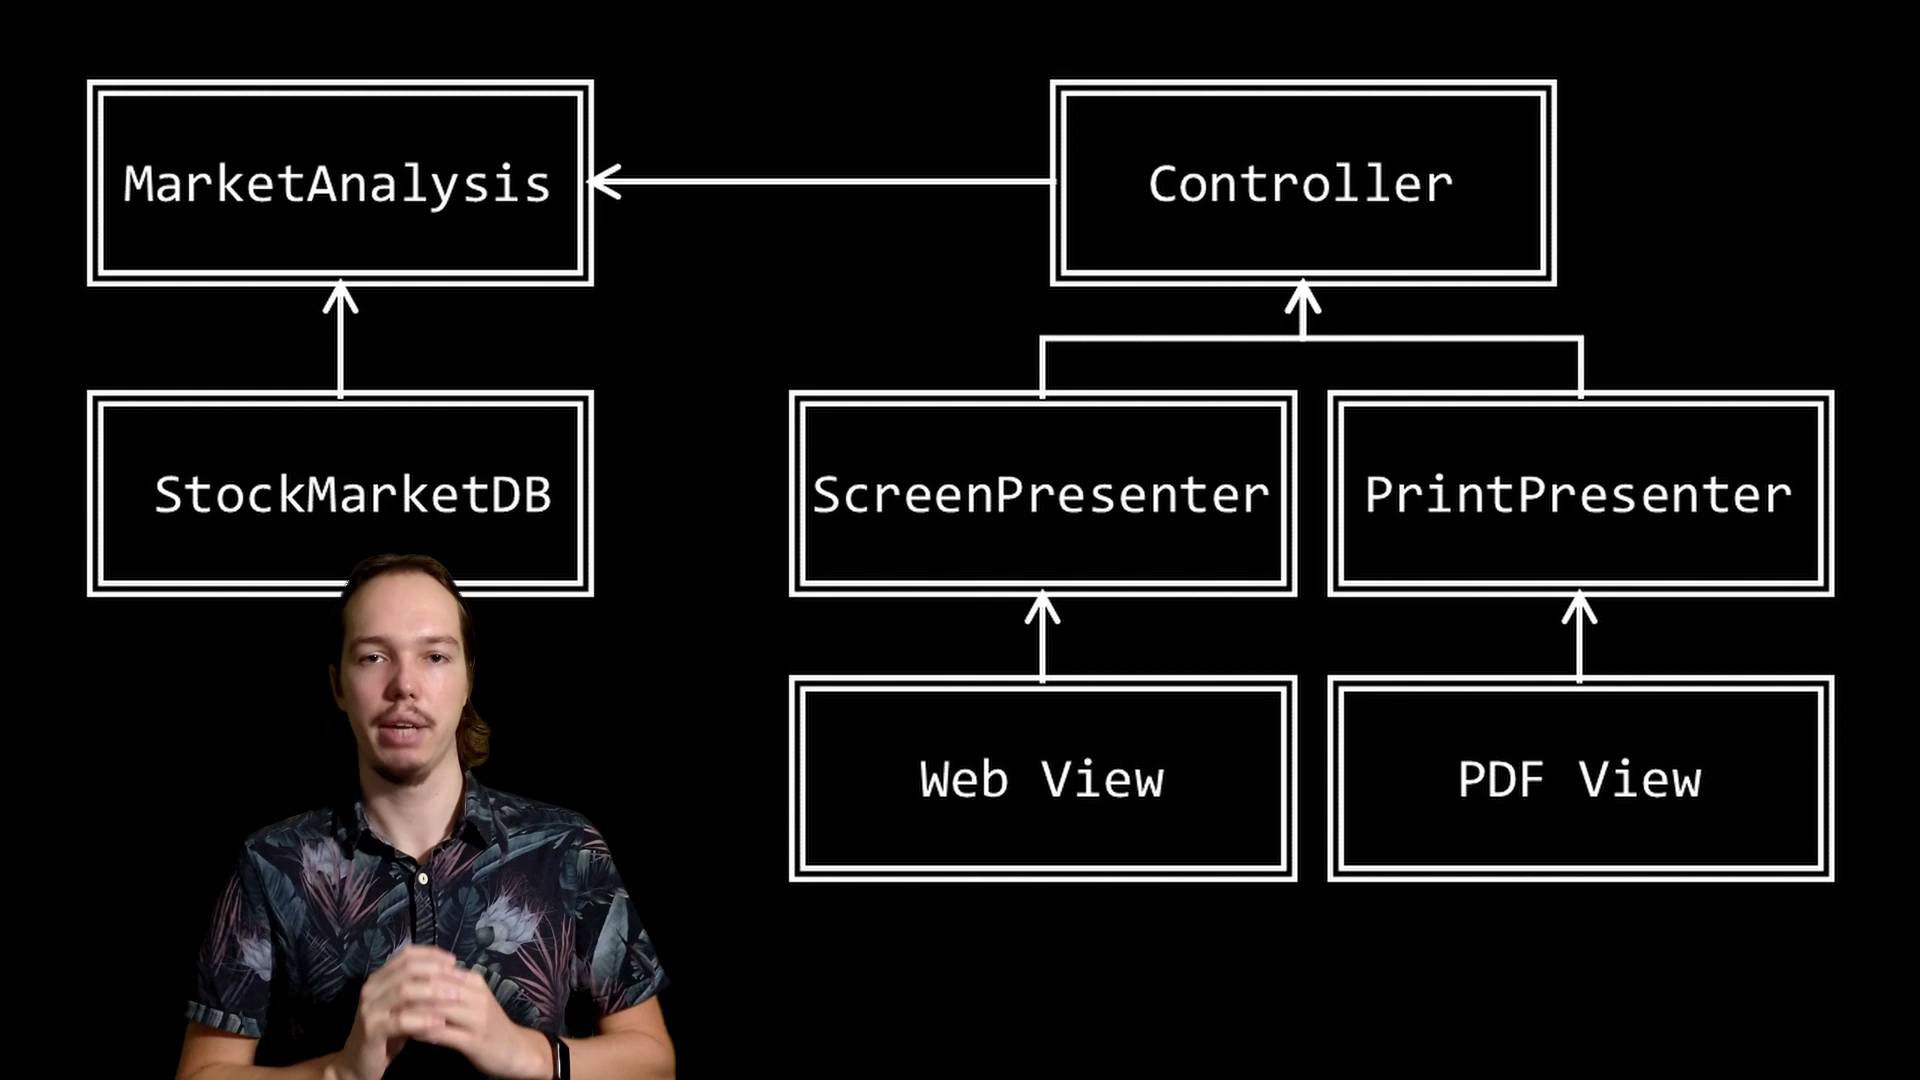 MarketAnalysis
Controller
StockMarketDB
ScreenPresenter
PrintPresenter
Web View
PDF View